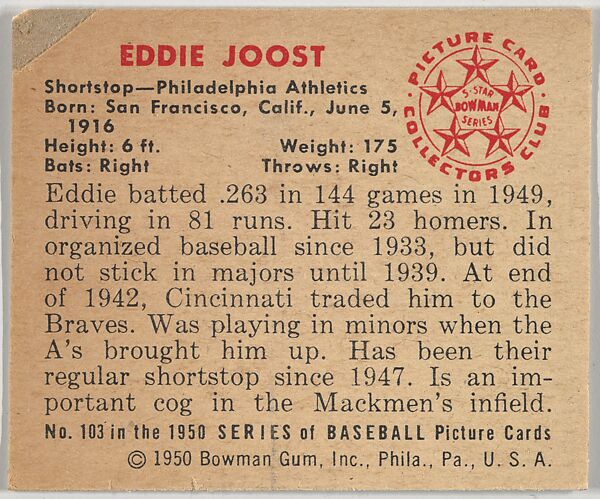 EDDIE JOOST
Shortstop—Philadelphia Athletics
Born: San Francisco, Calif., June 5,
1916
Height: 6 ft. Weight: 175
Bats: Right Throws: Right
PICTURE CARD
COLLECTORS CLUB
5-STAR
BOWMAN
SERIES
Eddie batted .263 in 144 games in 1949,
driving in 81 runs. Hit 23 homers. In
organized baseball since 1933, but did
not stick in majors until 1939. At end
of 1942, Cincinnati traded him to the
Braves. Was playing in minors when the
A's brought him up. Has been their
regular shortstop since 1947. Is an im-
portant cog in the Mackmen's infield.
No. 103 in the 1950 SERIES of BASEBALL Picture Cards
© 1950 Bowman Gum, Inc., Phila., Pa., U. S. A.